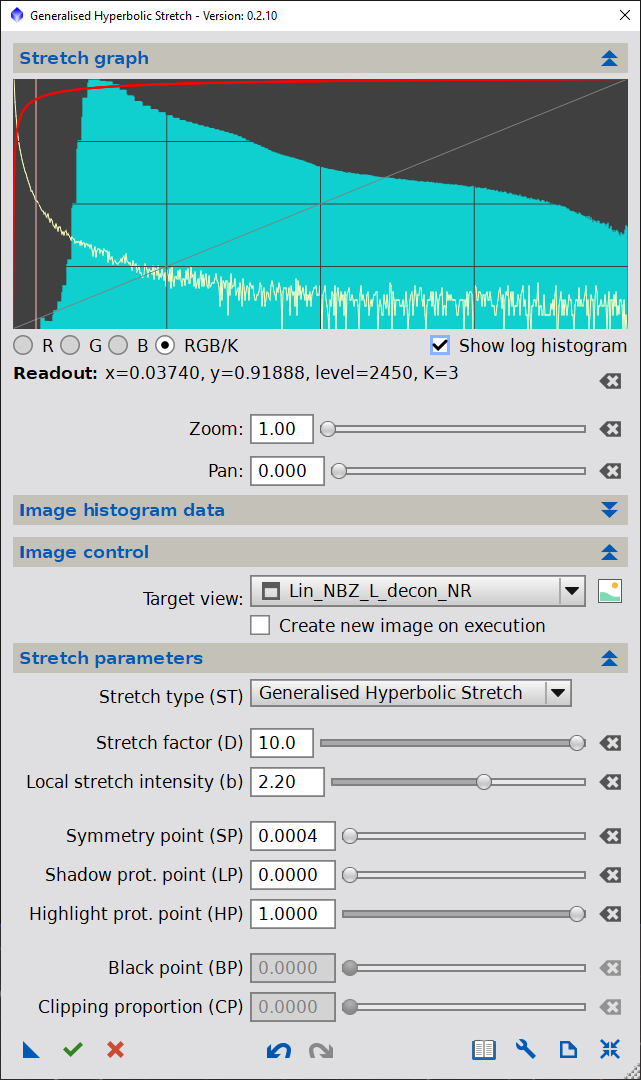 Generalised Hyperbolic Stretch - Version: 0.2.10
Stretch graph
R G B RGB/K Show log histogram
Readout: x=0.03740, y=0.91888, level=2450, K=3
Zoom: 1.00
Pan: 0.000
Image histogram data
Image control
Target view: Lin_NBZ_L_decon_NR
Create new image on execution
Stretch parameters
Stretch type (ST) Generalised Hyperbolic Stretch
Stretch factor (D) 10.0
Local stretch intensity (b) 2.20
Symmetry point (SP) 0.0004
Shadow prot. point (LP) 0.0000
Highlight prot. point (HP) 1.0000
Black point (BP) 0.0000
Clipping proportion (CP) 0.0000